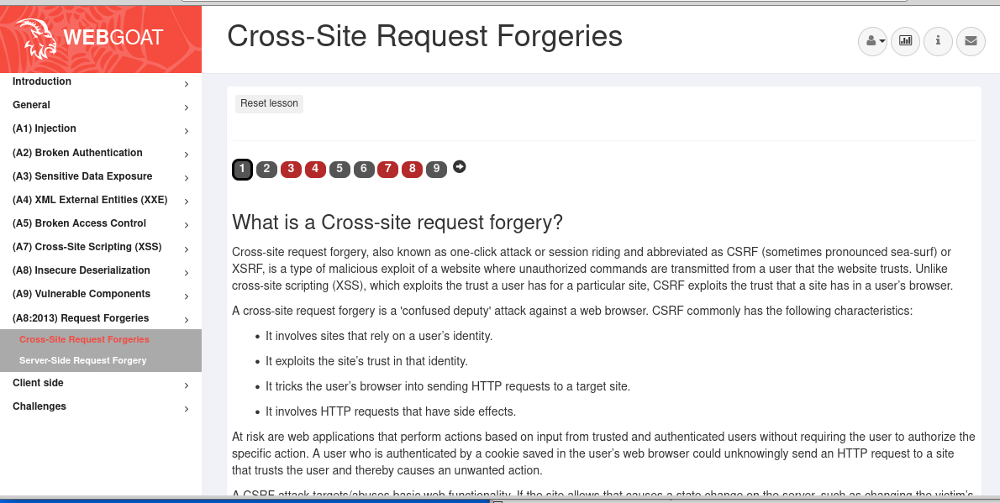 WEBGOAT
Cross-Site Request Forgeries
Introduction
General
(A1) Injection
(A2) Broken Authentication
(A3) Sensitive Data Exposure
(A4) XML External Entities (XXE)
(A5) Broken Access Control
(A7) Cross-Site Scripting (XSS)
(A8) Insecure Deserialization
(A9) Vulnerable Components
(A8:2013) Request Forgeries
Cross-Site Request Forgeries
Server-Side Request Forgery
Client side
Challenges
Reset lesson
1 2 3 4 5 6 7 8 9
What is a Cross-site request forgery?
Cross-site request forgery, also known as one-click attack or session riding and abbreviated as CSRF (sometimes pronounced sea-surf) or
XSRF, is a type of malicious exploit of a website where unauthorized commands are transmitted from a user that the website trusts. Unlike
cross-site scripting (XSS), which exploits the trust a user has for a particular site, CSRF exploits the trust that a site has in a user’s browser.
A cross-site request forgery is a 'confused deputy' attack against a web browser. CSRF commonly has the following characteristics:
• It involves sites that rely on a user’s identity.
• It exploits the site’s trust in that identity.
• It tricks the user’s browser into sending HTTP requests to a target site.
• It involves HTTP requests that have side effects.
At risk are web applications that perform actions based on input from trusted and authenticated users without requiring the user to authorize the
specific action. A user who is authenticated by a cookie saved in the user’s web browser could unknowingly send an HTTP request to a site
that trusts the user and thereby causes an unwanted action.
A CSRF attack targets/abuses basic web functionality. If the site allows that causes a state change on the server, such as changing the victim’s